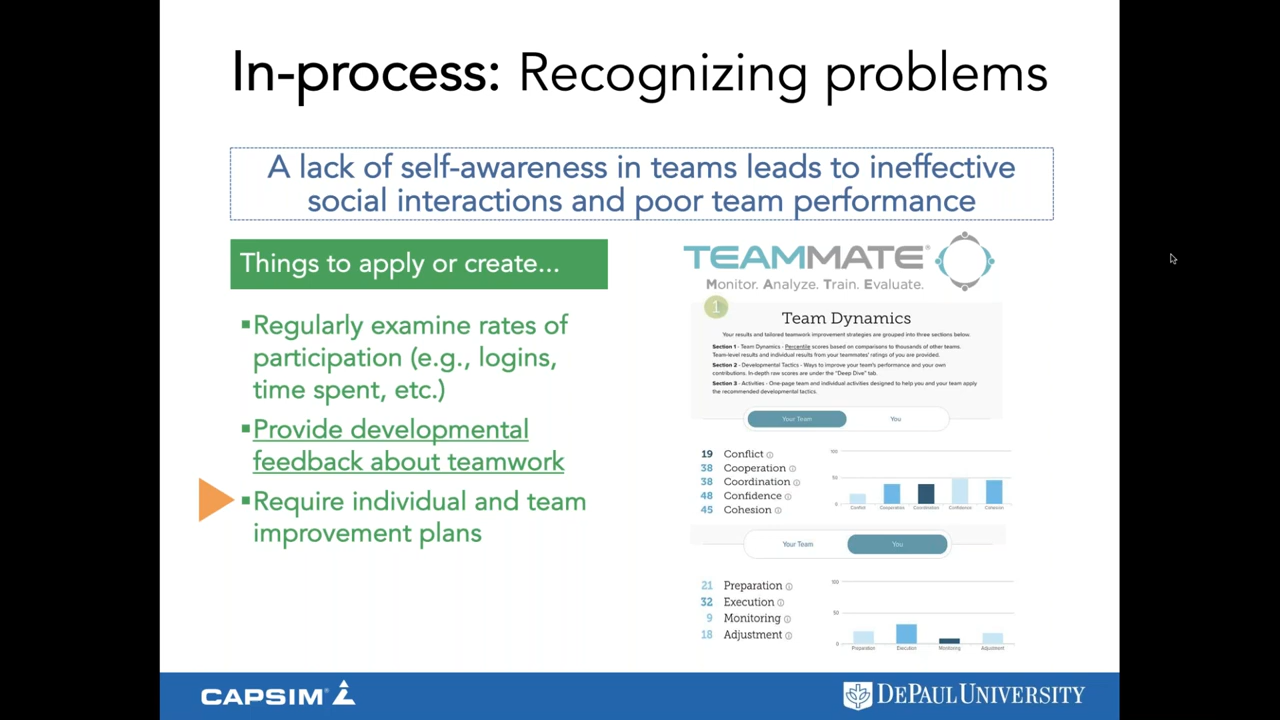 In-process: Recognizing problems
A lack of self-awareness in teams leads to ineffective
social interactions and poor team performance
Things to apply or create...
▪Regularly examine rates of
participation (e.g., logins,
time spent, etc.)
▪Provide developmental
feedback about teamwork
▪Require individual and team
improvement plans
TEAMMATE®
Monitor. Analyze. Train. Evaluate.
1
Team Dynamics
Your results and tailored teamwork improvement strategies are grouped into three sections below.
Section 1 - Team Dynamics - Percentile scores based on comparisons to thousands of other teams.
Team-level results and individual results from your teammates' ratings of you are provided.
Section 2 - Developmental Tactics - Ways to improve your team's performance and your own
contributions. In-depth raw scores are under the "Deep Dive" tab.
Section 3 - Activities - One-page team and individual activities designed to help you and your team apply
the recommended developmental tactics.
Your Team You
19 Conflict
38 Cooperation
38 Coordination
48 Confidence
45 Cohesion
100
50
0
Conflict Cooperation Coordination Confidence Cohesion
Your Team You
21 Preparation
32 Execution
9 Monitoring
18 Adjustment
100
50
0
Preparation Execution Monitoring Adjustment
CAPSIM®
DEPAUL UNIVERSITY